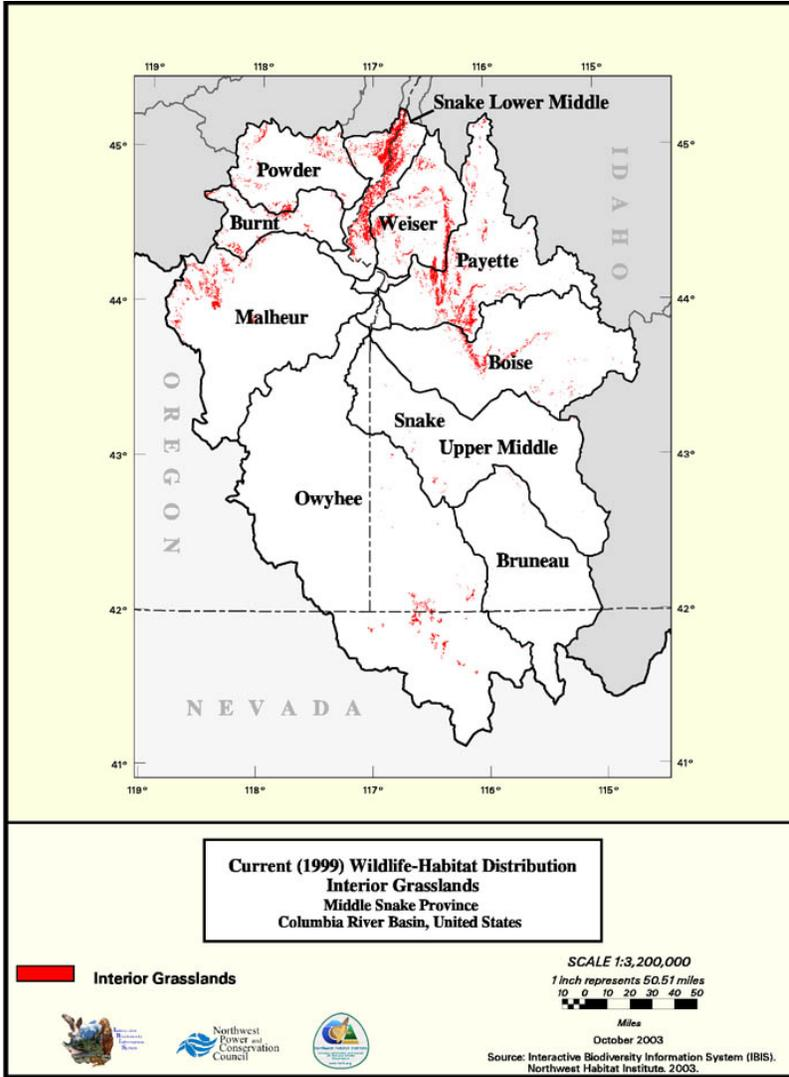 119° 118° 117° 116°
Snake Lower Middle
45° 45°
Powder
Burnt
Weiser
Payette
IDAHO
44° 44°
Malheur
Boise
OREGON
Snake
Upper Middle
43° 43°
Owyhee
Bruneau
42° 42°
NEVADA
41° 41°
119° 118° 117° 116° 115°
Current (1999) Wildlife-Habitat Distribution
Interior Grasslands
Middle Snake Province
Columbia River Basin, United States
Interior Grasslands
SCALE 1:3,200,000
1 inch represents 50.51 miles
10 0 10 20 30 40 50
Miles
October 2003
Northwest
Power and
Conservation
Council
Source: Interactive Biodiversity Information System (IBIS).
Northwest Habitat Institute. 2003.